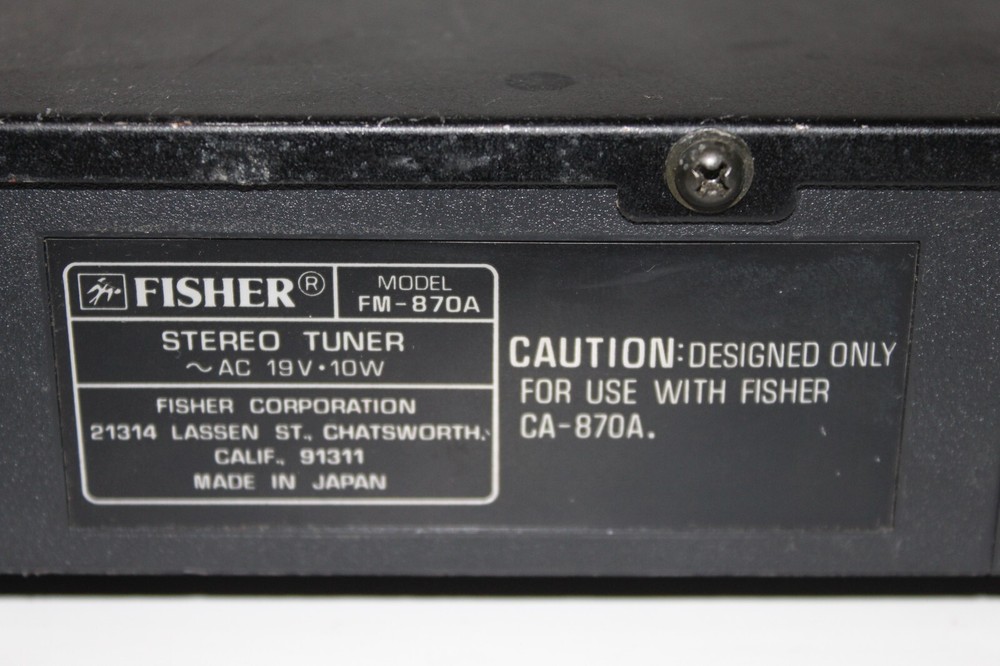 FISHER®
MODEL
FM-870A
STEREO TUNER
~AC 19V·10W
FISHER CORPORATION
21314 LASSEN ST., CHATSWORTH,
CALIF., 91311
MADE IN JAPAN
CAUTION: DESIGNED ONLY
FOR USE WITH FISHER
CA-870A.